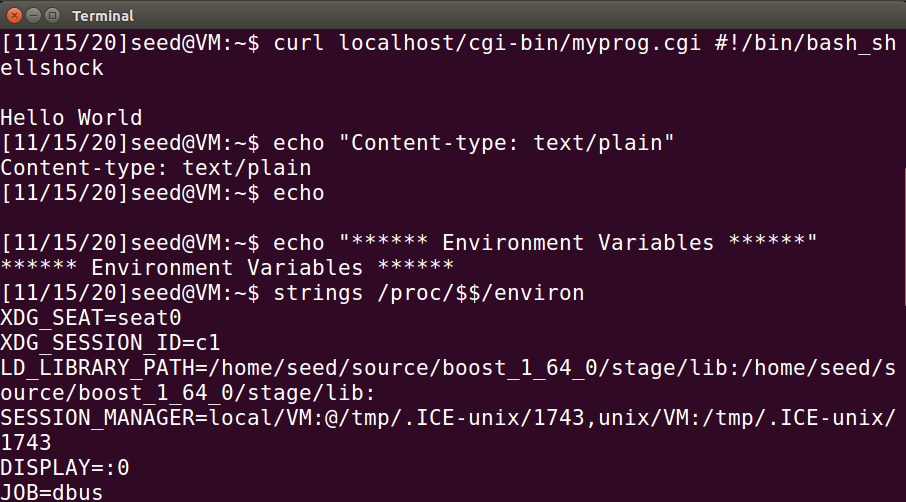 Terminal
[11/15/20]seed@VM:~$ curl localhost/cgi-bin/myprog.cgi #!/bin/bash_sh
ellshock
Hello World
[11/15/20]seed@VM:~$ echo "Content-type: text/plain"
Content-type: text/plain
[11/15/20]seed@VM:~$ echo
[11/15/20]seed@VM:~$ echo "****** Environment Variables ******"
****** Environment Variables ******
[11/15/20]seed@VM:~$ strings /proc/$$/environ
XDG_SEAT=seat0
XDG_SESSION_ID=c1
LD_LIBRARY_PATH=/home/seed/source/boost_1_64_0/stage/lib:/home/seed/s
ource/boost_1_64_0/stage/lib:
SESSION_MANAGER=local/VM:@/tmp/.ICE-unix/1743,unix/VM:/tmp/.ICE-unix/
1743
DISPLAY=:0
JOB=dbus